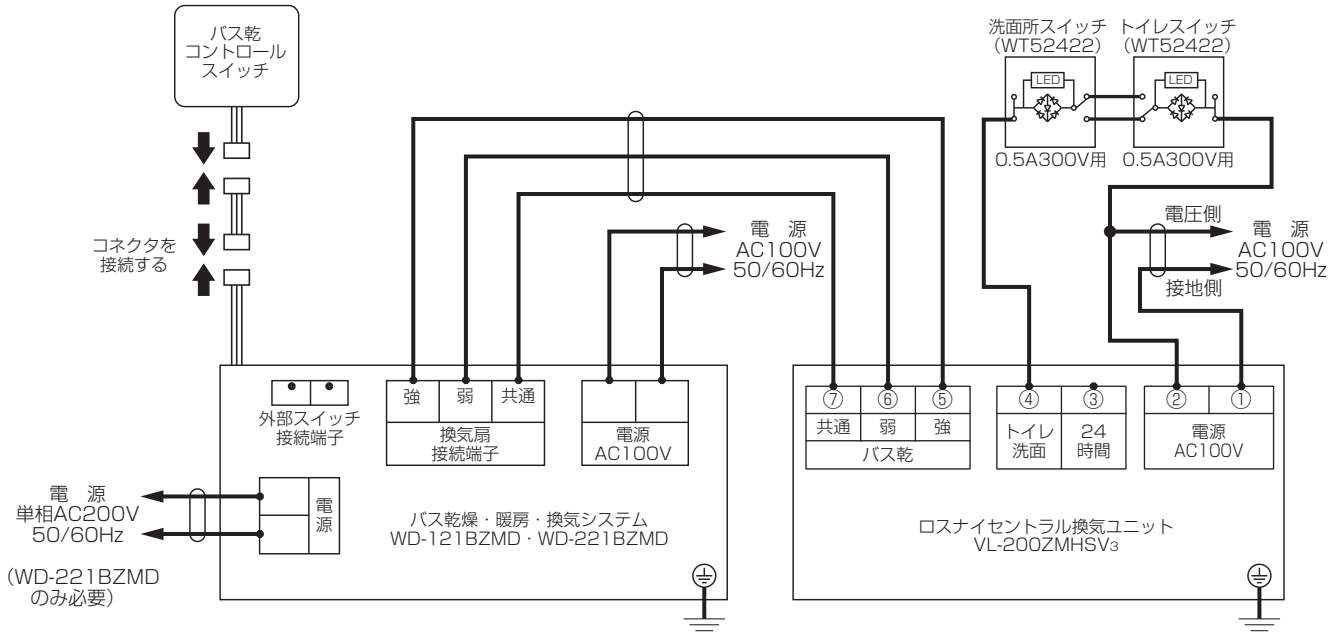 バス乾
コントロール
スイッチ
コネクタを
接続する
洗面所スイッチ
(WT52422)
トイレスイッチ
(WT52422)
LED
LED
0.5A300V用
0.5A300V用
電源
AC100V
50/60Hz
電圧側
接地側
電源
AC100V
50/60Hz
外部スイッチ
接続端子
強
弱
共通
換気扇
接続端子
電源
AC100V
⑦
⑥
⑤
共通
弱
強
バス乾
④
③
トイレ
洗面
24
時間
②
①
電源
AC100V
電源
単相AC200V
50/60Hz
(WD-221BZMD
のみ必要)
電源
バス乾燥・暖房・換気システム
WD-121BZMD・WD-221BZMD
ロスナイセントラル換気ユニット
VL-200ZMHSV3